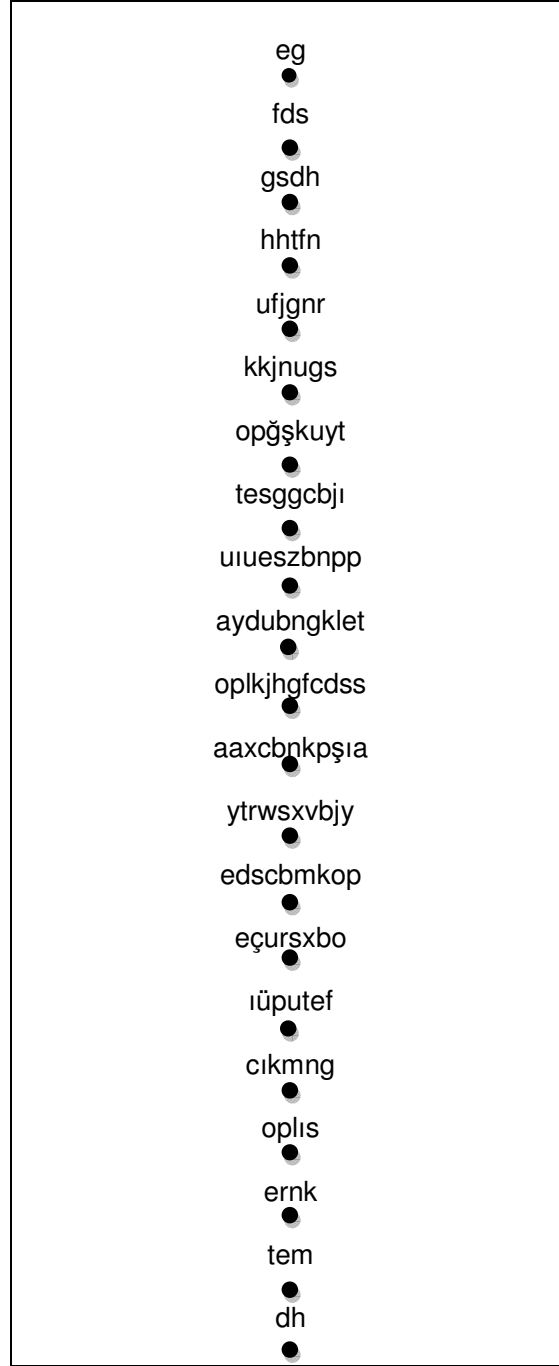 eg
fds
gsdh
hhtfn
ufjgnr
kkjnugs
opğşkuyt
tesggcbjı
uıueszbnpp
aydubngklet
oplkjhgfcdss
aaxcbnkpşıa
ytrwsxvbjy
edscbmkop
eçursxbo
ıüputef
cıkmng
oplıs
ernk
tem
dh